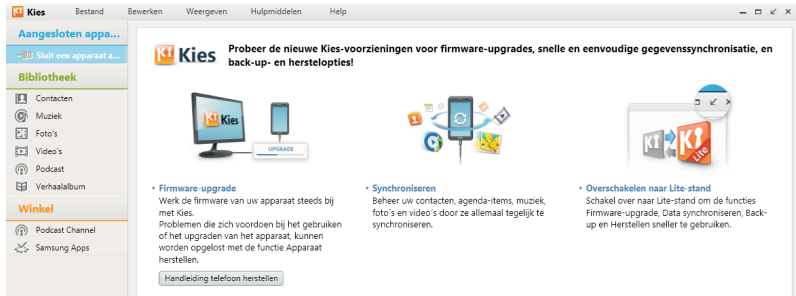 Kies Bestand Bewerken Weergeven Hulpmiddelen Help
Aangesloten appa...
Sluit een apparaat a...
Bibliotheek
Contacten
Muziek
Foto's
Video's
Podcast
Verhaalalbum
Winkel
Podcast Channel
Samsung Apps
Kies
Probeer de nieuwe Kies-voorzieningen voor firmware-upgrades, snelle en eenvoudige gegevenssynchronisatie, en
back-up- en herstelopties!
Kies
UPGRADE
Lite
• Firmware-upgrade
Werk de firmware van uw apparaat steeds bij
met Kies.
Problemen die zich voordoen bij het gebruiken
of het upgraden van het apparaat, kunnen
worden opgelost met de functie Apparaat
herstellen.
Handleiding telefoon herstellen
• Synchroniseren
Beheer uw contacten, agenda-items, muziek,
foto´s en video´s door ze allemaal tegelijk te
synchroniseren.
• Overschakelen naar Lite-stand
Schakel over naar Lite-stand om de functies
Firmware-upgrade, Data synchroniseren, Back-
up en Herstellen sneller te gebruiken.